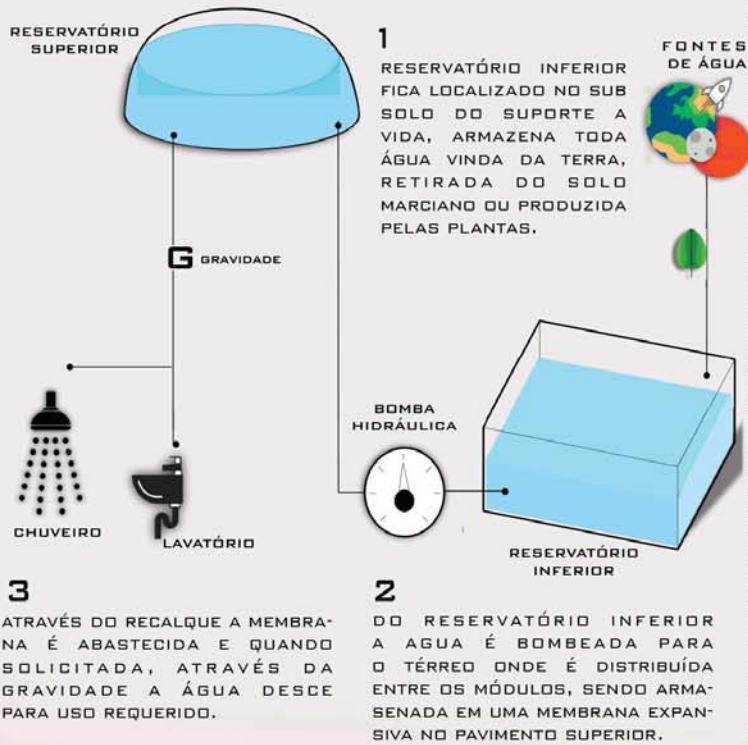 RESERVATÓRIO
SUPERIOR
1
RESERVATÓRIO INFERIOR
FICA LOCALIZADO NO SUB
SOLO DO SUPORTE A
VIDA, ARMAZENA TODA
ÁGUA VINDA DA TERRA,
RETIRADA DO SOLO
MARCIANO OU PRODUZIDA
PELAS PLANTAS.
FONTES
DE ÁGUA
G GRAVIDADE
BOMBA
HIDRÁULICA
CHUVEIRO
LAVATÓRIO
RESERVATÓRIO
INFERIOR
3
ATRAVÉS DO RECALQUE A MEMBRA-
NA É ABASTECIDA E QUANDO
SOLICITADA, ATRAVÉS DA
GRAVIDADE A ÁGUA DESCE
PARA USO REQUERIDO.
2
DO RESERVATÓRIO INFERIOR
A AGUA É BOMBEADA PARA
O TÉRREO ONDE É DISTRIBUÍDA
ENTRE OS MÓDULOS, SENDO ARMA-
SENADA EM UMA MEMBRANA EXPAN-
SIVA NO PAVIMENTO SUPERIOR.